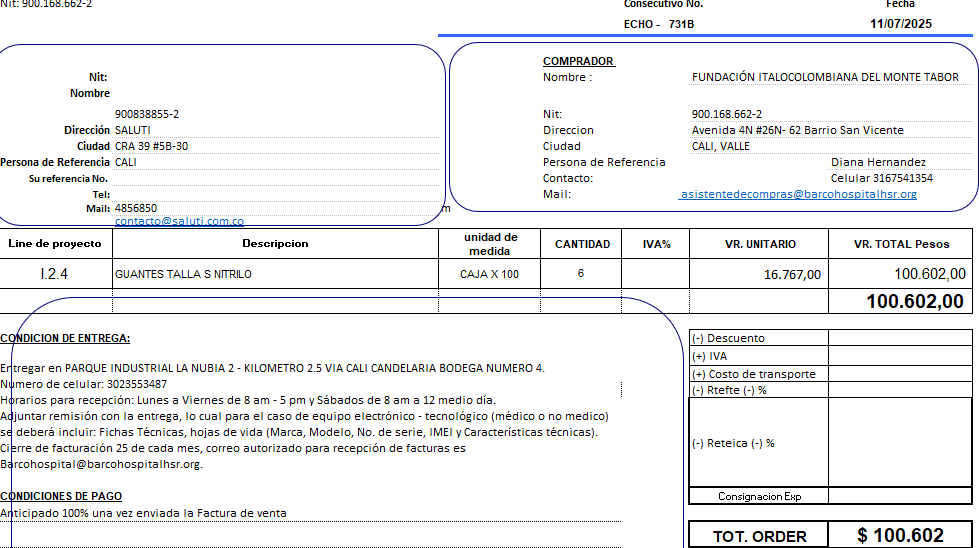 Nit: 900.168.662-2
Consecutivo No.
Fecha
ECHO - 731B
11/07/2025
Nit:
Nombre
900838855-2
Dirección SALUTI
Ciudad CRA 39 #5B-30
Persona de Referencia CALI
Su referencia No.
Tel:
Mail: 4856850
m
contacto@saluti.com.co
COMPRADOR
Nombre : FUNDACIÓN ITALOCOLOMBIANA DEL MONTE TABOR
Nit: 900.168.662-2
Direccion Avenida 4N #26N- 62 Barrio San Vicente
Ciudad CALI, VALLE
Persona de Referencia Diana Hernandez
Contacto: Celular 3167541354
Mail: asistentedecompras@barcohospitalhsr.org
Line de proyecto Descripcion unidad de medida CANTIDAD IVA% VR. UNITARIO VR. TOTAL Pesos
I.2.4 GUANTES TALLA S NITRILO CAJA X 100 6 16.767,00 100.602,00
100.602,00
CONDICION DE ENTREGA:
Entregar en PARQUE INDUSTRIAL LA NUBIA 2 - KILOMETRO 2.5 VIA CALI CANDELARIA BODEGA NUMERO 4.
Numero de celular: 3023553487
Horarios para recepción: Lunes a Viernes de 8 am - 5 pm y Sábados de 8 am a 12 medio día.
Adjuntar remisión con la entrega, lo cual para el caso de equipo electrónico - tecnológico (médico o no medico)
se deberá incluir: Fichas Técnicas, hojas de vida (Marca, Modelo, No. de serie, IMEI y Características técnicas).
Cierre de facturación 25 de cada mes, correo autorizado para recepción de facturas es
Barcohospital@barcohospitalhsr.org.
CONDICIONES DE PAGO
Anticipado 100% una vez enviada la Factura de venta
(-) Descuento
(+) IVA
(+) Costo de transporte
(-) Rtefte (-) %
(-) Reteica (-) %
Consignacion Exp
TOT. ORDER $ 100.602